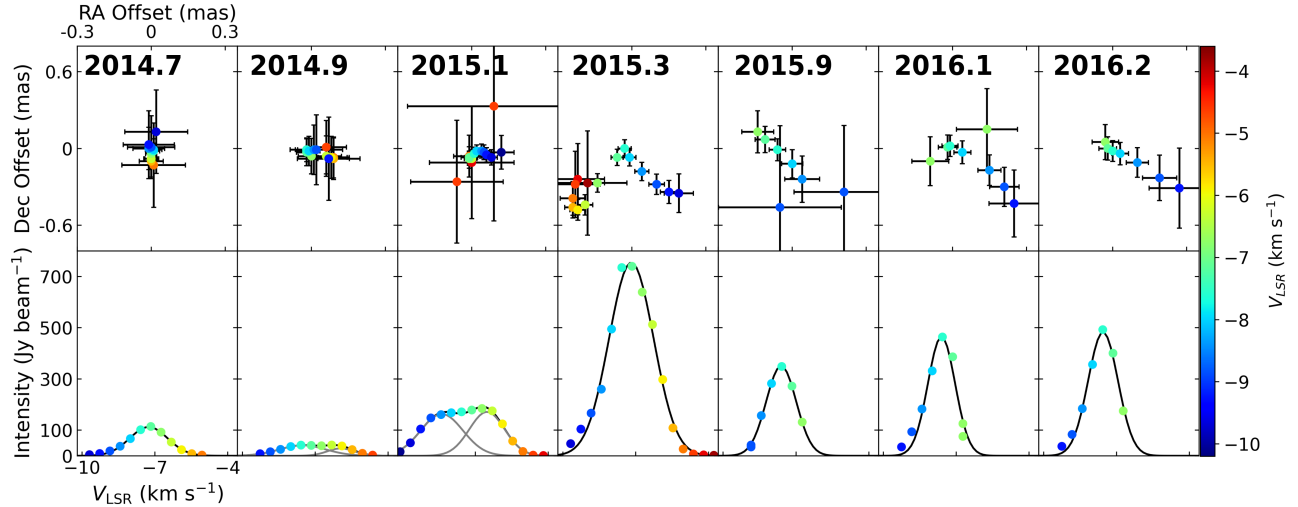 RA Offset (mas)
-0.3 0 0.3
2014.7 2014.9 2015.1 2015.3 2015.9 2016.1 2016.2
Dec Offset (mas)
0.6
0
-0.6
Intensity (Jy beam⁻¹)
700
500
300
100
0
−10 −7 −4
V_LSR (km s⁻¹)
−4
−5
−6
−7
−8
−9
−10
V_LSR (km s⁻¹)